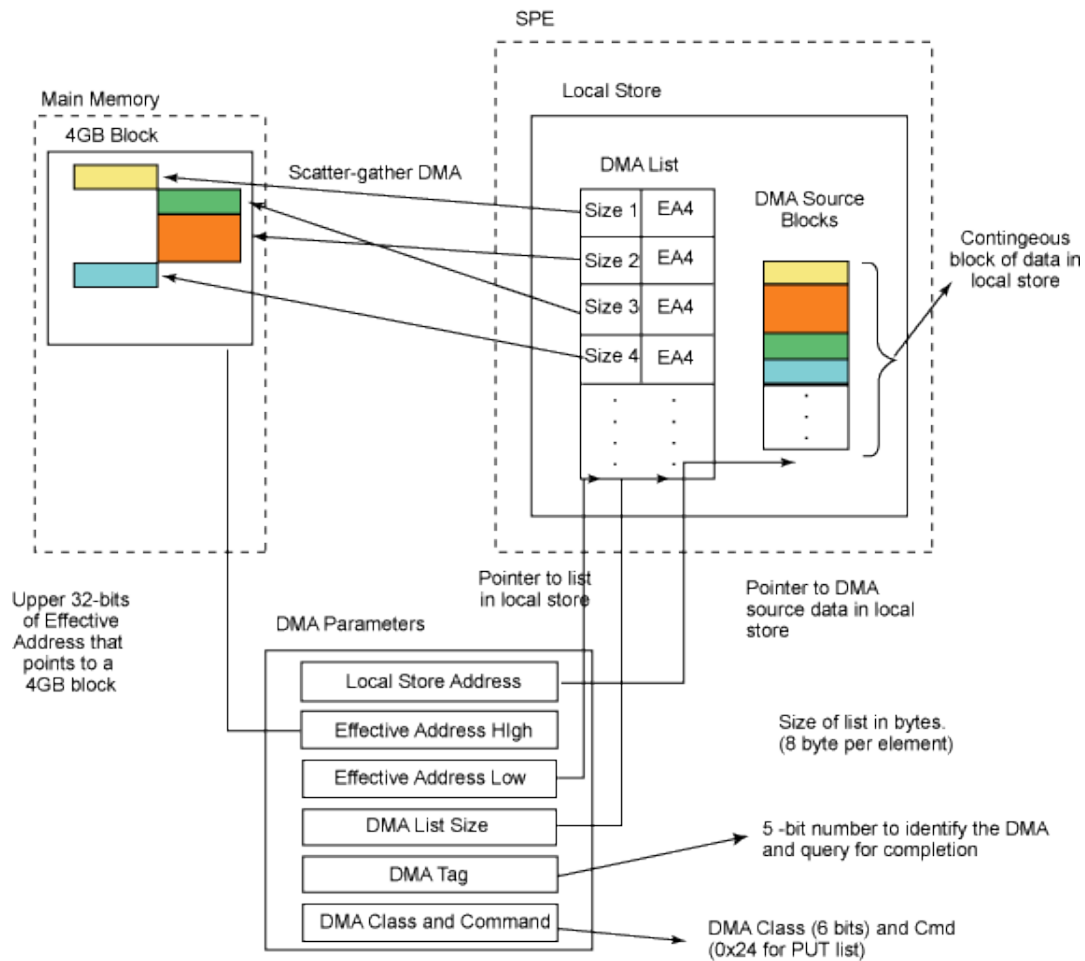 SPE
Main Memory
4GB Block
Scatter-gather DMA
Local Store
DMA List
Size 1 EA4
Size 2 EA4
Size 3 EA4
Size 4 EA4
DMA Source
Blocks
Contingeous
block of data in
local store
Upper 32-bits
of Effective
Address that
points to a
4GB block
Pointer to list
in local store
Pointer to DMA
source data in local
store
DMA Parameters
Local Store Address
Effective Address HIgh
Effective Address Low
DMA List Size
DMA Tag
DMA Class and Command
Size of list in bytes.
(8 byte per element)
5 -bit number to identify the DMA
and query for completion
DMA Class (6 bits) and Cmd
(0x24 for PUT list)